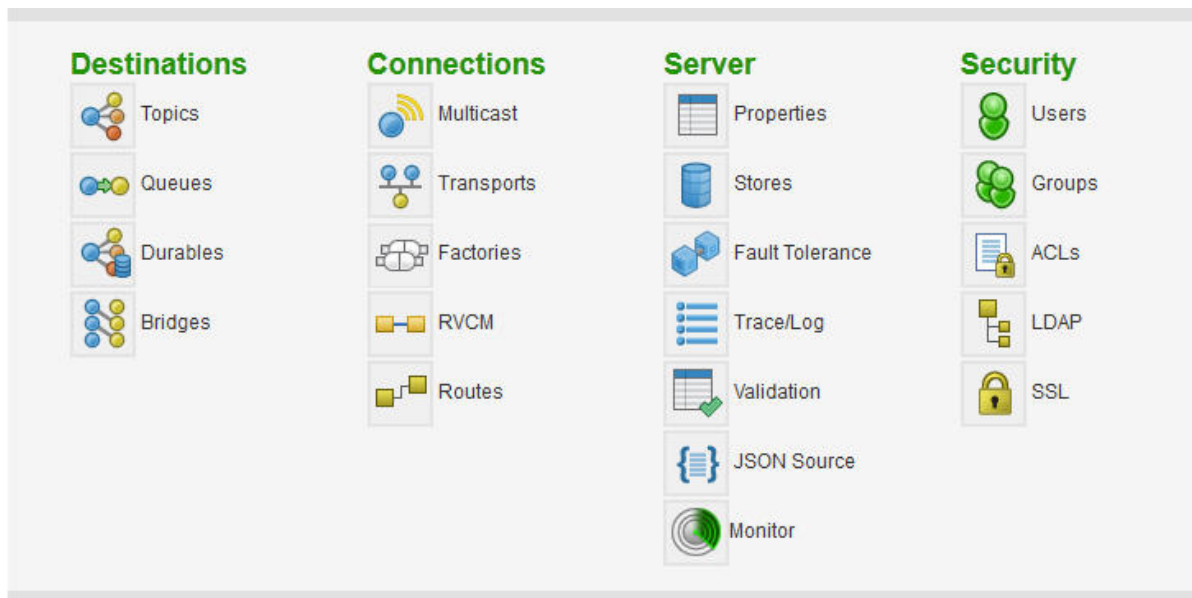 Destinations
Topics
Queues
Durables
Bridges
Connections
Multicast
Transports
Factories
RVCM
Routes
Server
Properties
Stores
Fault Tolerance
Trace/Log
Validation
JSON Source
Monitor
Security
Users
Groups
ACLs
LDAP
SSL